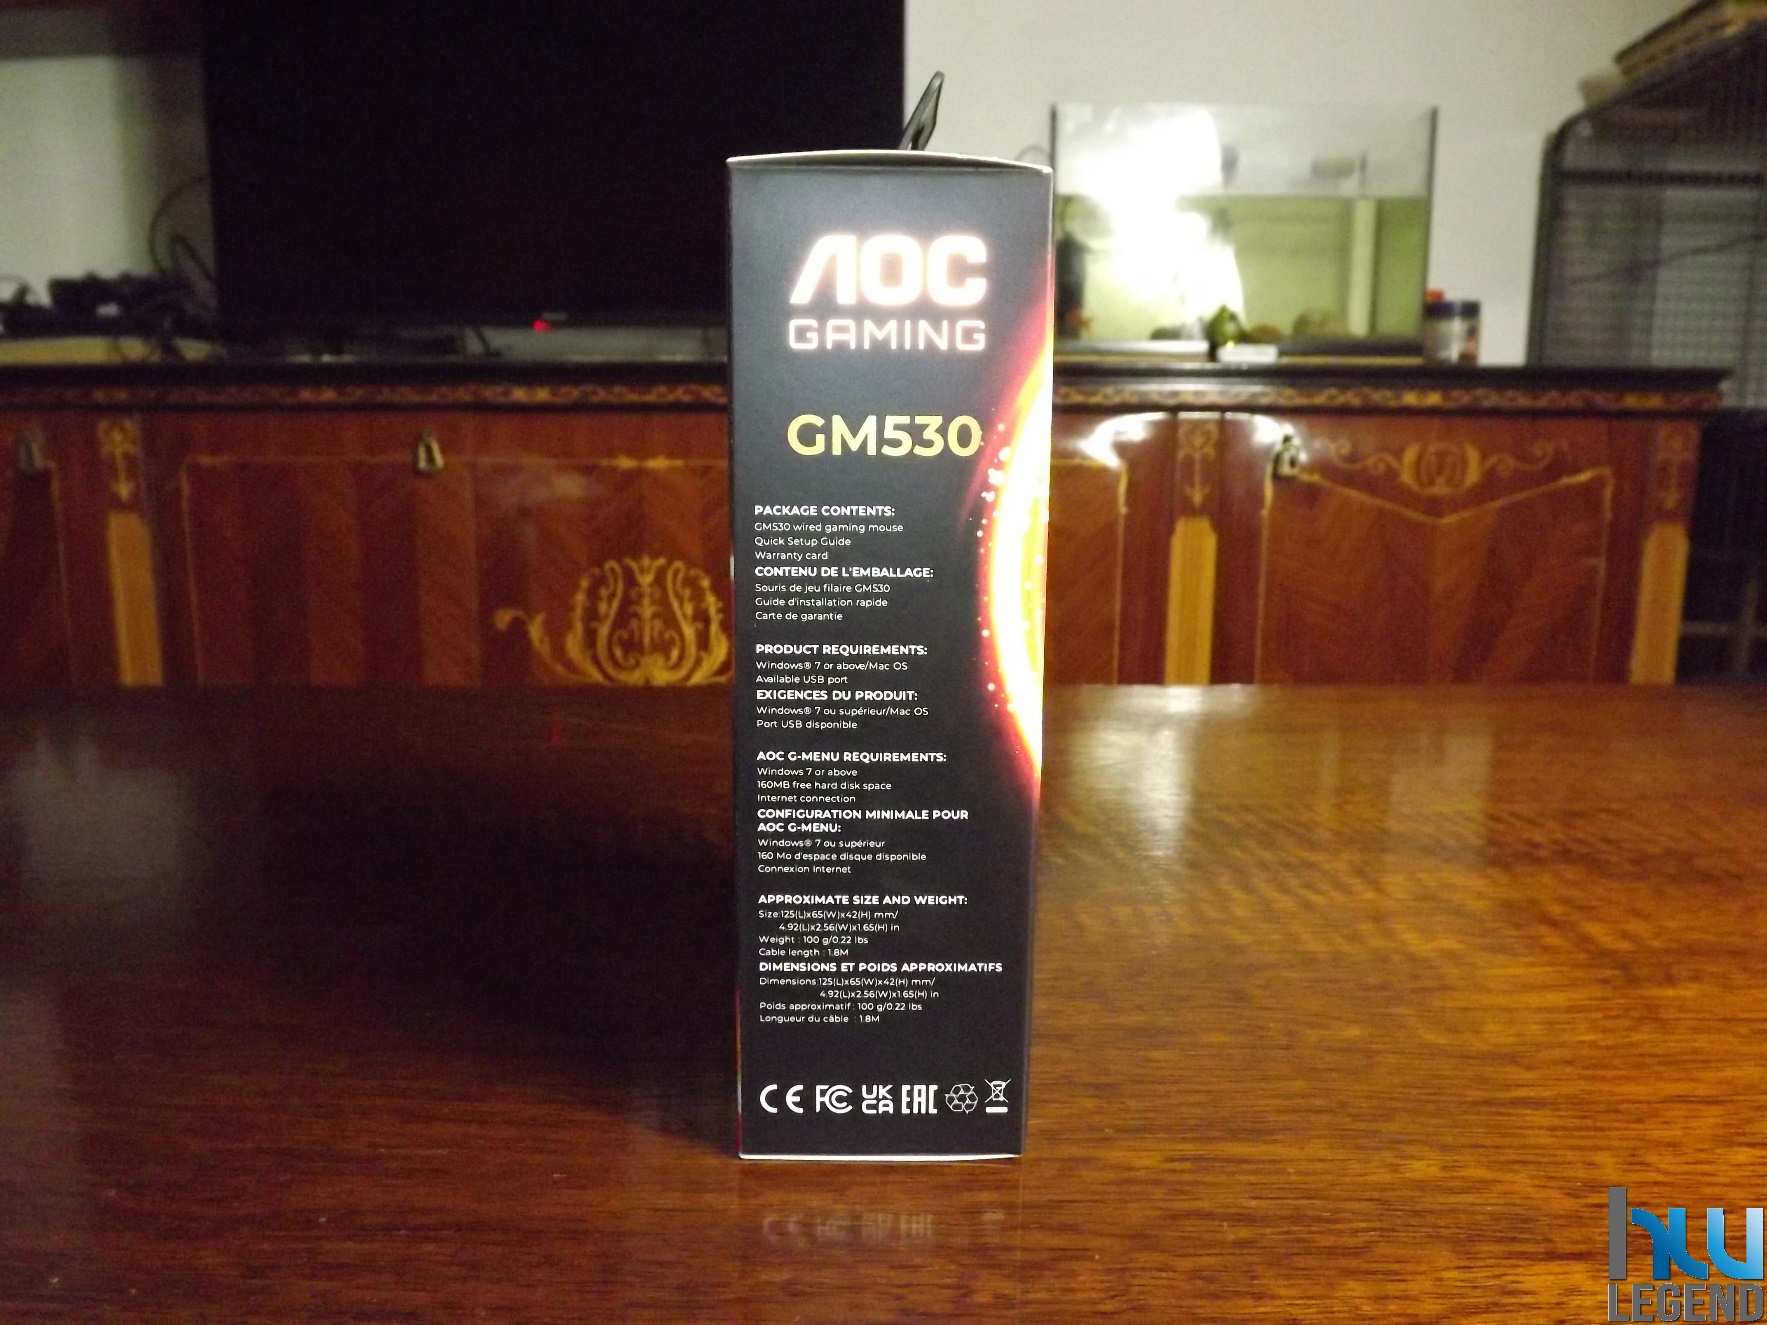 AOC
GAMING
GM530
PACKAGE CONTENTS:
GM530 wired gaming mouse
Quick Setup Guide
Warranty card
CONTENU DE L'EMBALLAGE:
Souris de jeu filaire GM530
Guide d'installation rapide
Carte de garantie
PRODUCT REQUIREMENTS:
Windows® 7 or above/Mac OS
Available USB port
EXIGENCES DU PRODUIT:
Windows® 7 ou supérieur/Mac OS
Port USB disponible
AOC G-MENU REQUIREMENTS:
Windows 7 or above
160MB free hard disk space
Internet connection
CONFIGURATION MINIMALE POUR
AOC G-MENU:
Windows® 7 ou supérieur
160 Mo d'espace disque disponible
Connexion Internet
APPROXIMATE SIZE AND WEIGHT:
Size:125(L)x65(W)x42(H) mm/
4.92(L)x2.56(W)x1.65(H) in
Weight : 100 g/0.22 lbs
Cable length : 1.8M
DIMENSIONS ET POIDS APPROXIMATIFS
Dimensions:125(L)x65(W)x42(H) mm/
4.92(L)x2.56(W)x1.65(H) in
Poids approximatif : 100 g/0.22 lbs
Longueur du câble : 1.8M
CE FC UK CA EAC
LEGEND